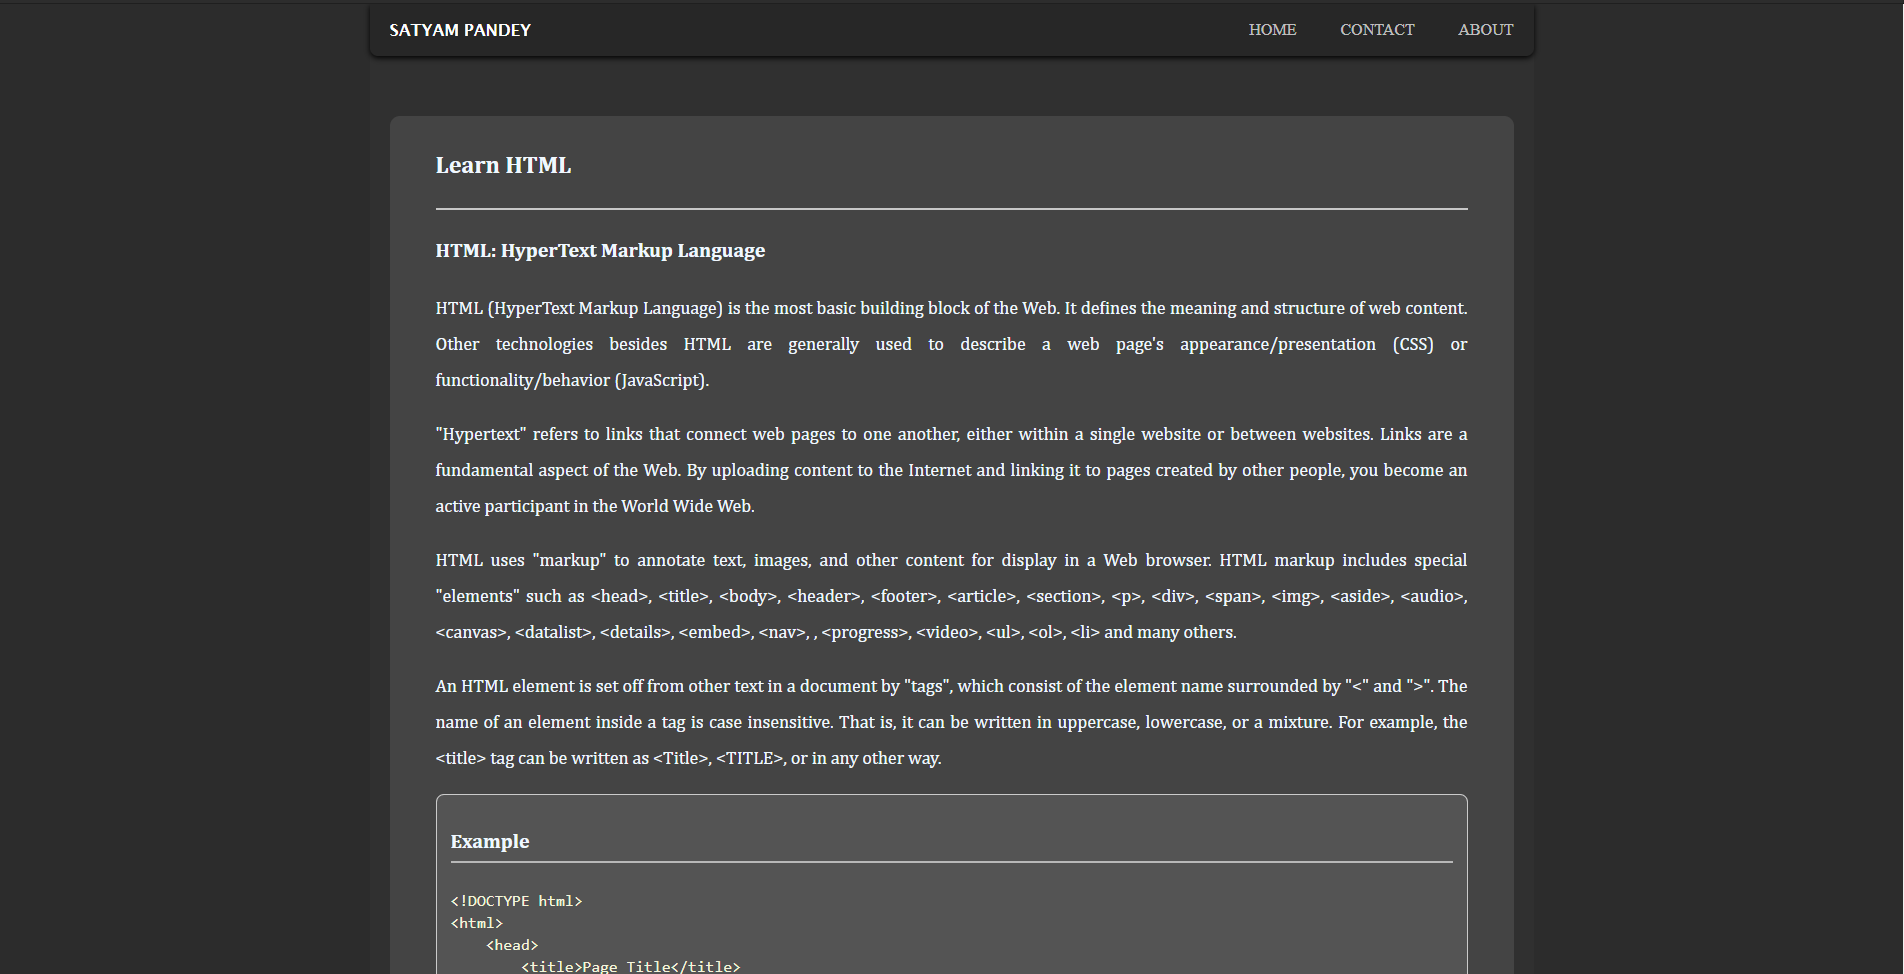 SATYAM PANDEY
HOME
CONTACT
ABOUT
Learn HTML
HTML: HyperText Markup Language
HTML (HyperText Markup Language) is the most basic building block of the Web. It defines the meaning and structure of web content.
Other technologies besides HTML are generally used to describe a web page's appearance/presentation (CSS) or
functionality/behavior (JavaScript).
"Hypertext" refers to links that connect web pages to one another, either within a single website or between websites. Links are a
fundamental aspect of the Web. By uploading content to the Internet and linking it to pages created by other people, you become an
active participant in the World Wide Web.
HTML uses "markup" to annotate text, images, and other content for display in a Web browser. HTML markup includes special
"elements" such as <head>, <title>, <body>, <header>, <footer>, <article>, <section>, <p>, <div>, <span>, <img>, <aside>, <audio>,
<canvas>, <datalist>, <details>, <embed>, <nav>, , <progress>, <video>, <ul>, <ol>, <li> and many others.
An HTML element is set off from other text in a document by "tags", which consist of the element name surrounded by "<" and ">". The
name of an element inside a tag is case insensitive. That is, it can be written in uppercase, lowercase, or a mixture. For example, the
<title> tag can be written as <Title>, <TITLE>, or in any other way.
Example
<!DOCTYPE html>
<html>
    <head>
        <title>Page Title</title>